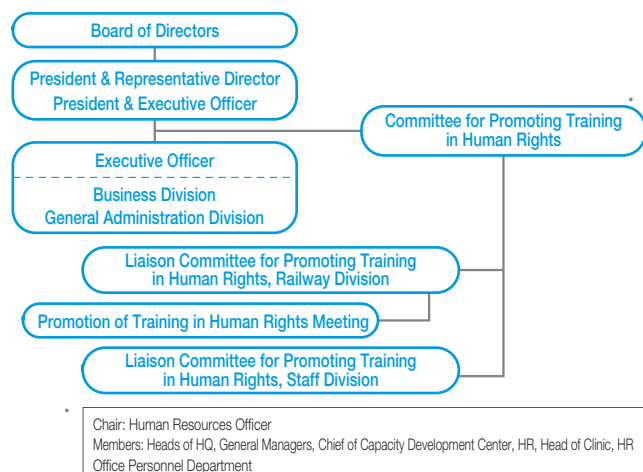 Board of Directors
President & Representative Director
President & Executive Officer
*
Committee for Promoting Training
in Human Rights
Executive Officer
Business Division
General Administration Division
Liaison Committee for Promoting Training
in Human Rights, Railway Division
Promotion of Training in Human Rights Meeting
Liaison Committee for Promoting Training
in Human Rights, Staff Division
*
Chair: Human Resources Officer
Members: Heads of HQ, General Managers, Chief of Capacity Development Center, HR, Head of Clinic, HR
Office Personnel Department